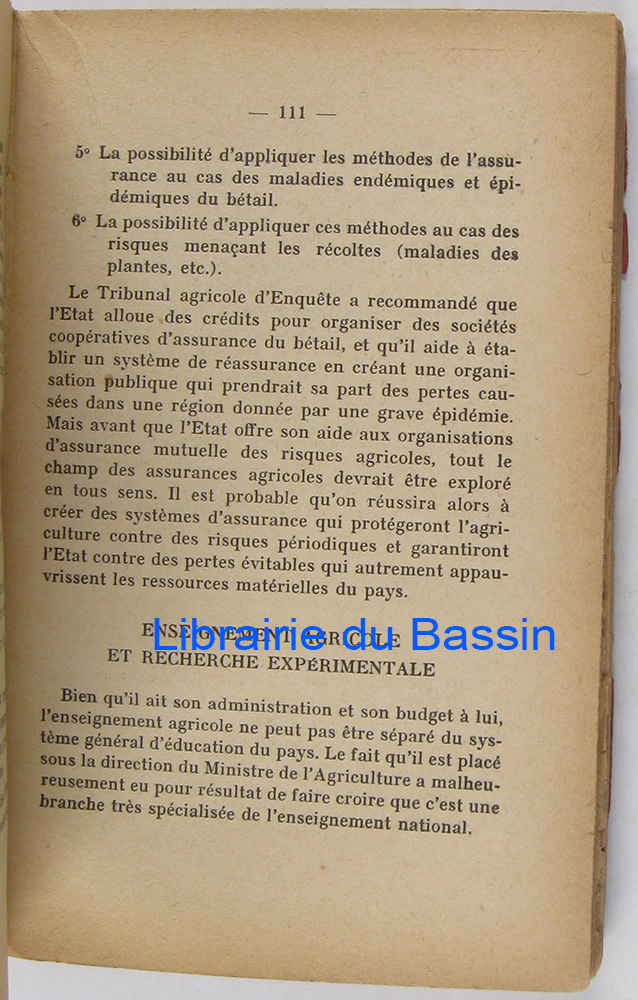 — 111 —
5º La possibilité d'appliquer les méthodes de l'assu-
rance au cas des maladies endémiques et épi-
démiques du bétail.
6º La possibilité d'appliquer ces méthodes au cas des
risques menaçant les récoltes (maladies des
plantes, etc.).
Le Tribunal agricole d'Enquête a recommandé que
l'Etat alloue des crédits pour organiser des sociétés
coopératives d'assurance du bétail, et qu'il aide à éta-
blir un système de réassurance en créant une organi-
sation publique qui prendrait sa part des pertes cau-
sées dans une région donnée par une grave épidémie.
Mais avant que l'Etat offre son aide aux organisations
d'assurance mutuelle des risques agricoles, tout le
champ des assurances agricoles devrait être exploré
en tous sens. Il est probable qu'on réussira alors à
créer des systèmes d'assurance qui protégeront l'agri-
culture contre des risques périodiques et garantiront
l'Etat contre des pertes évitables qui autrement appau-
vrissent les ressources matérielles du pays.
ENSEIGNEMENT AGRICOLE
Librairie du Bassin
ET RECHERCHE EXPÉRIMENTALE
Bien qu'il ait son administration et son budget à lui,
l'enseignement agricole ne peut pas être séparé du sys-
tème général d'éducation du pays. Le fait qu'il est placé
sous la direction du Ministre de l'Agriculture a malheu-
reusement eu pour résultat de faire croire que c'est une
branche très spécialisée de l'enseignement national.